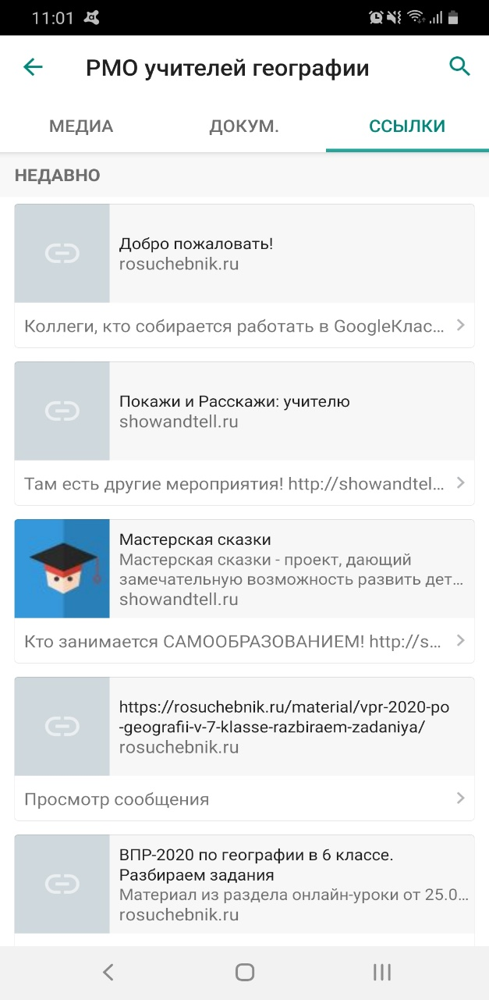 11:01
РМО учителей географии
МЕДИА
ДОКУМ.
ССЫЛКИ
НЕДАВНО
Добро пожаловать!
rosuchebnik.ru
Коллеги, кто собирается работать в GoogleКлас...
Покажи и Расскажи: учителю
showandtell.ru
Там есть другие мероприятия! http://showandtel...
Мастерская сказки
Мастерская сказки - проект, дающий
замечательную возможность развить дет...
showandtell.ru
Кто занимается САМООБРАЗОВАНИЕМ! http://s...
https://rosuchebnik.ru/material/vpr-2020-po
-geografii-v-7-klasse-razbiraem-zadaniya/
rosuchebnik.ru
Просмотр сообщения
ВПР-2020 по географии в 6 классе.
Разбираем задания
Материал из раздела онлайн-уроки от 25.0...
rosuchebnik.ru